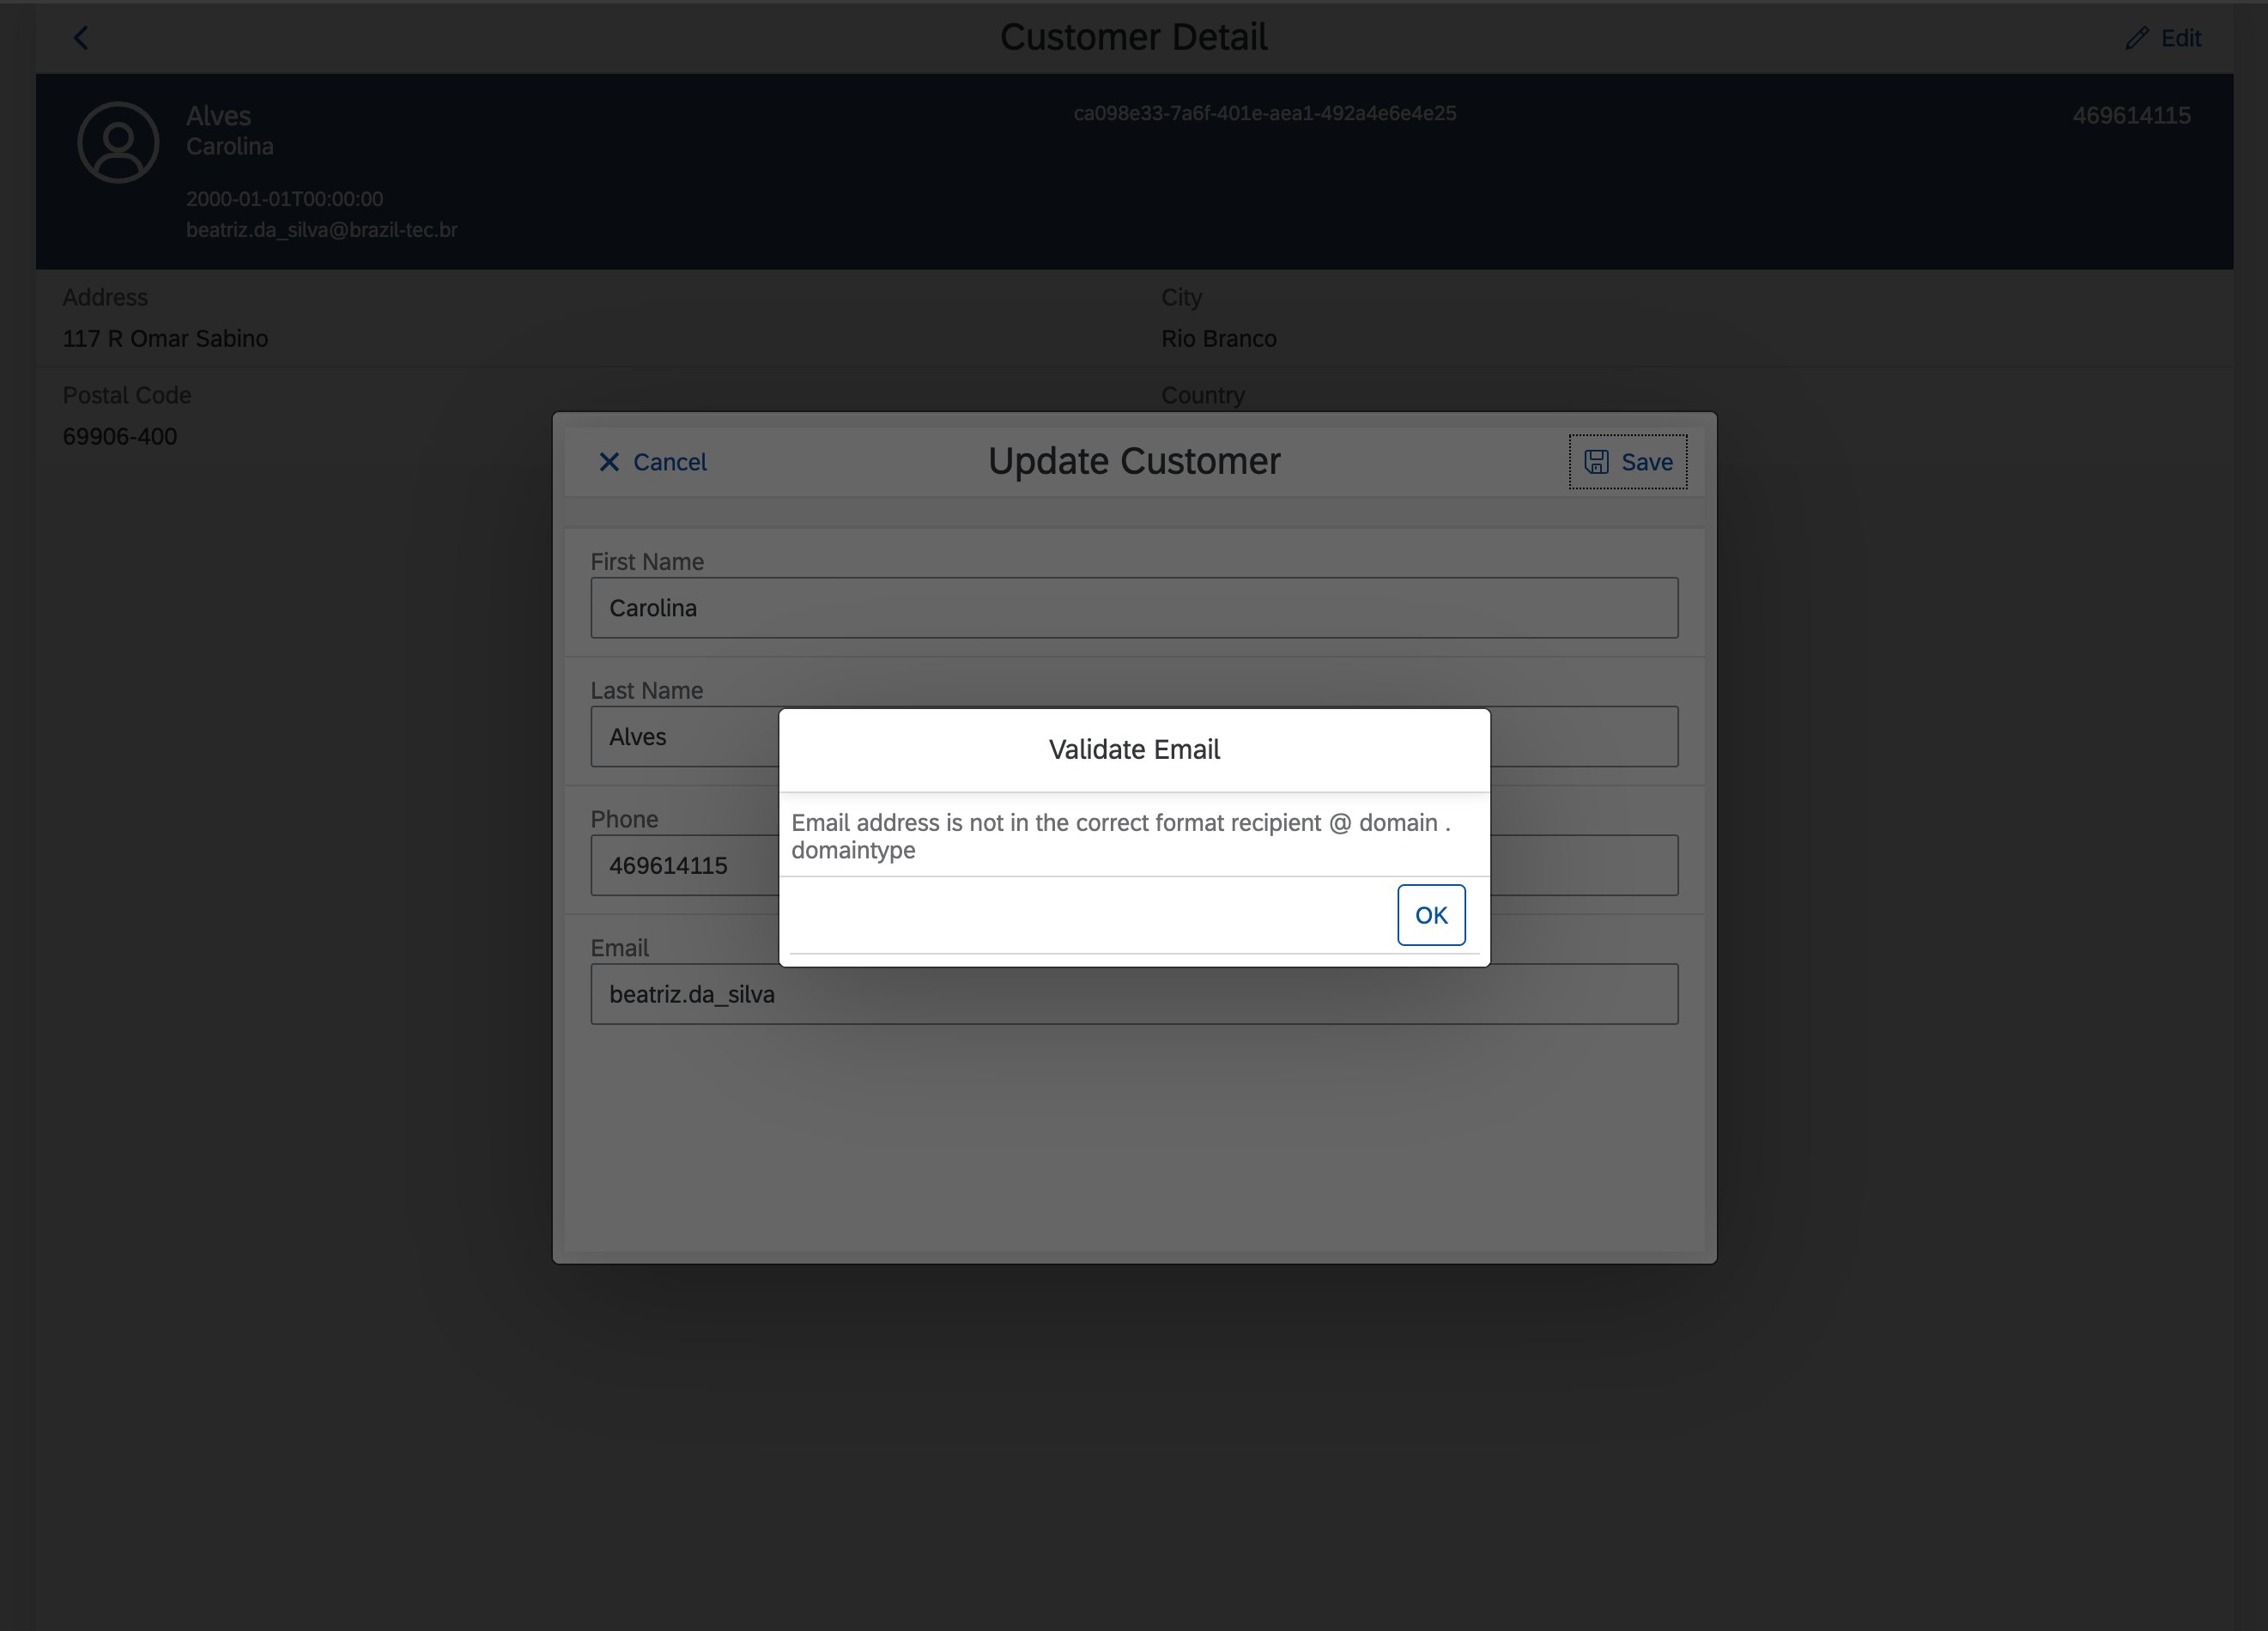 Customer Detail
Edit
Alves
Carolina
2000-01-01T00:00:00
beatriz.da_silva@brazil-tec.br
ca098e33-7a6f-401e-aea1-492a4e6e4e25
469614115
Address
117 R Omar Sabino
City
Rio Branco
Postal Code
69906-400
Country
Cancel
Update Customer
Save
First Name
Carolina
Last Name
Alves
Phone
469614115
Email
beatriz.da_silva
Validate Email
Email address is not in the correct format recipient @ domain .
domaintype
OK